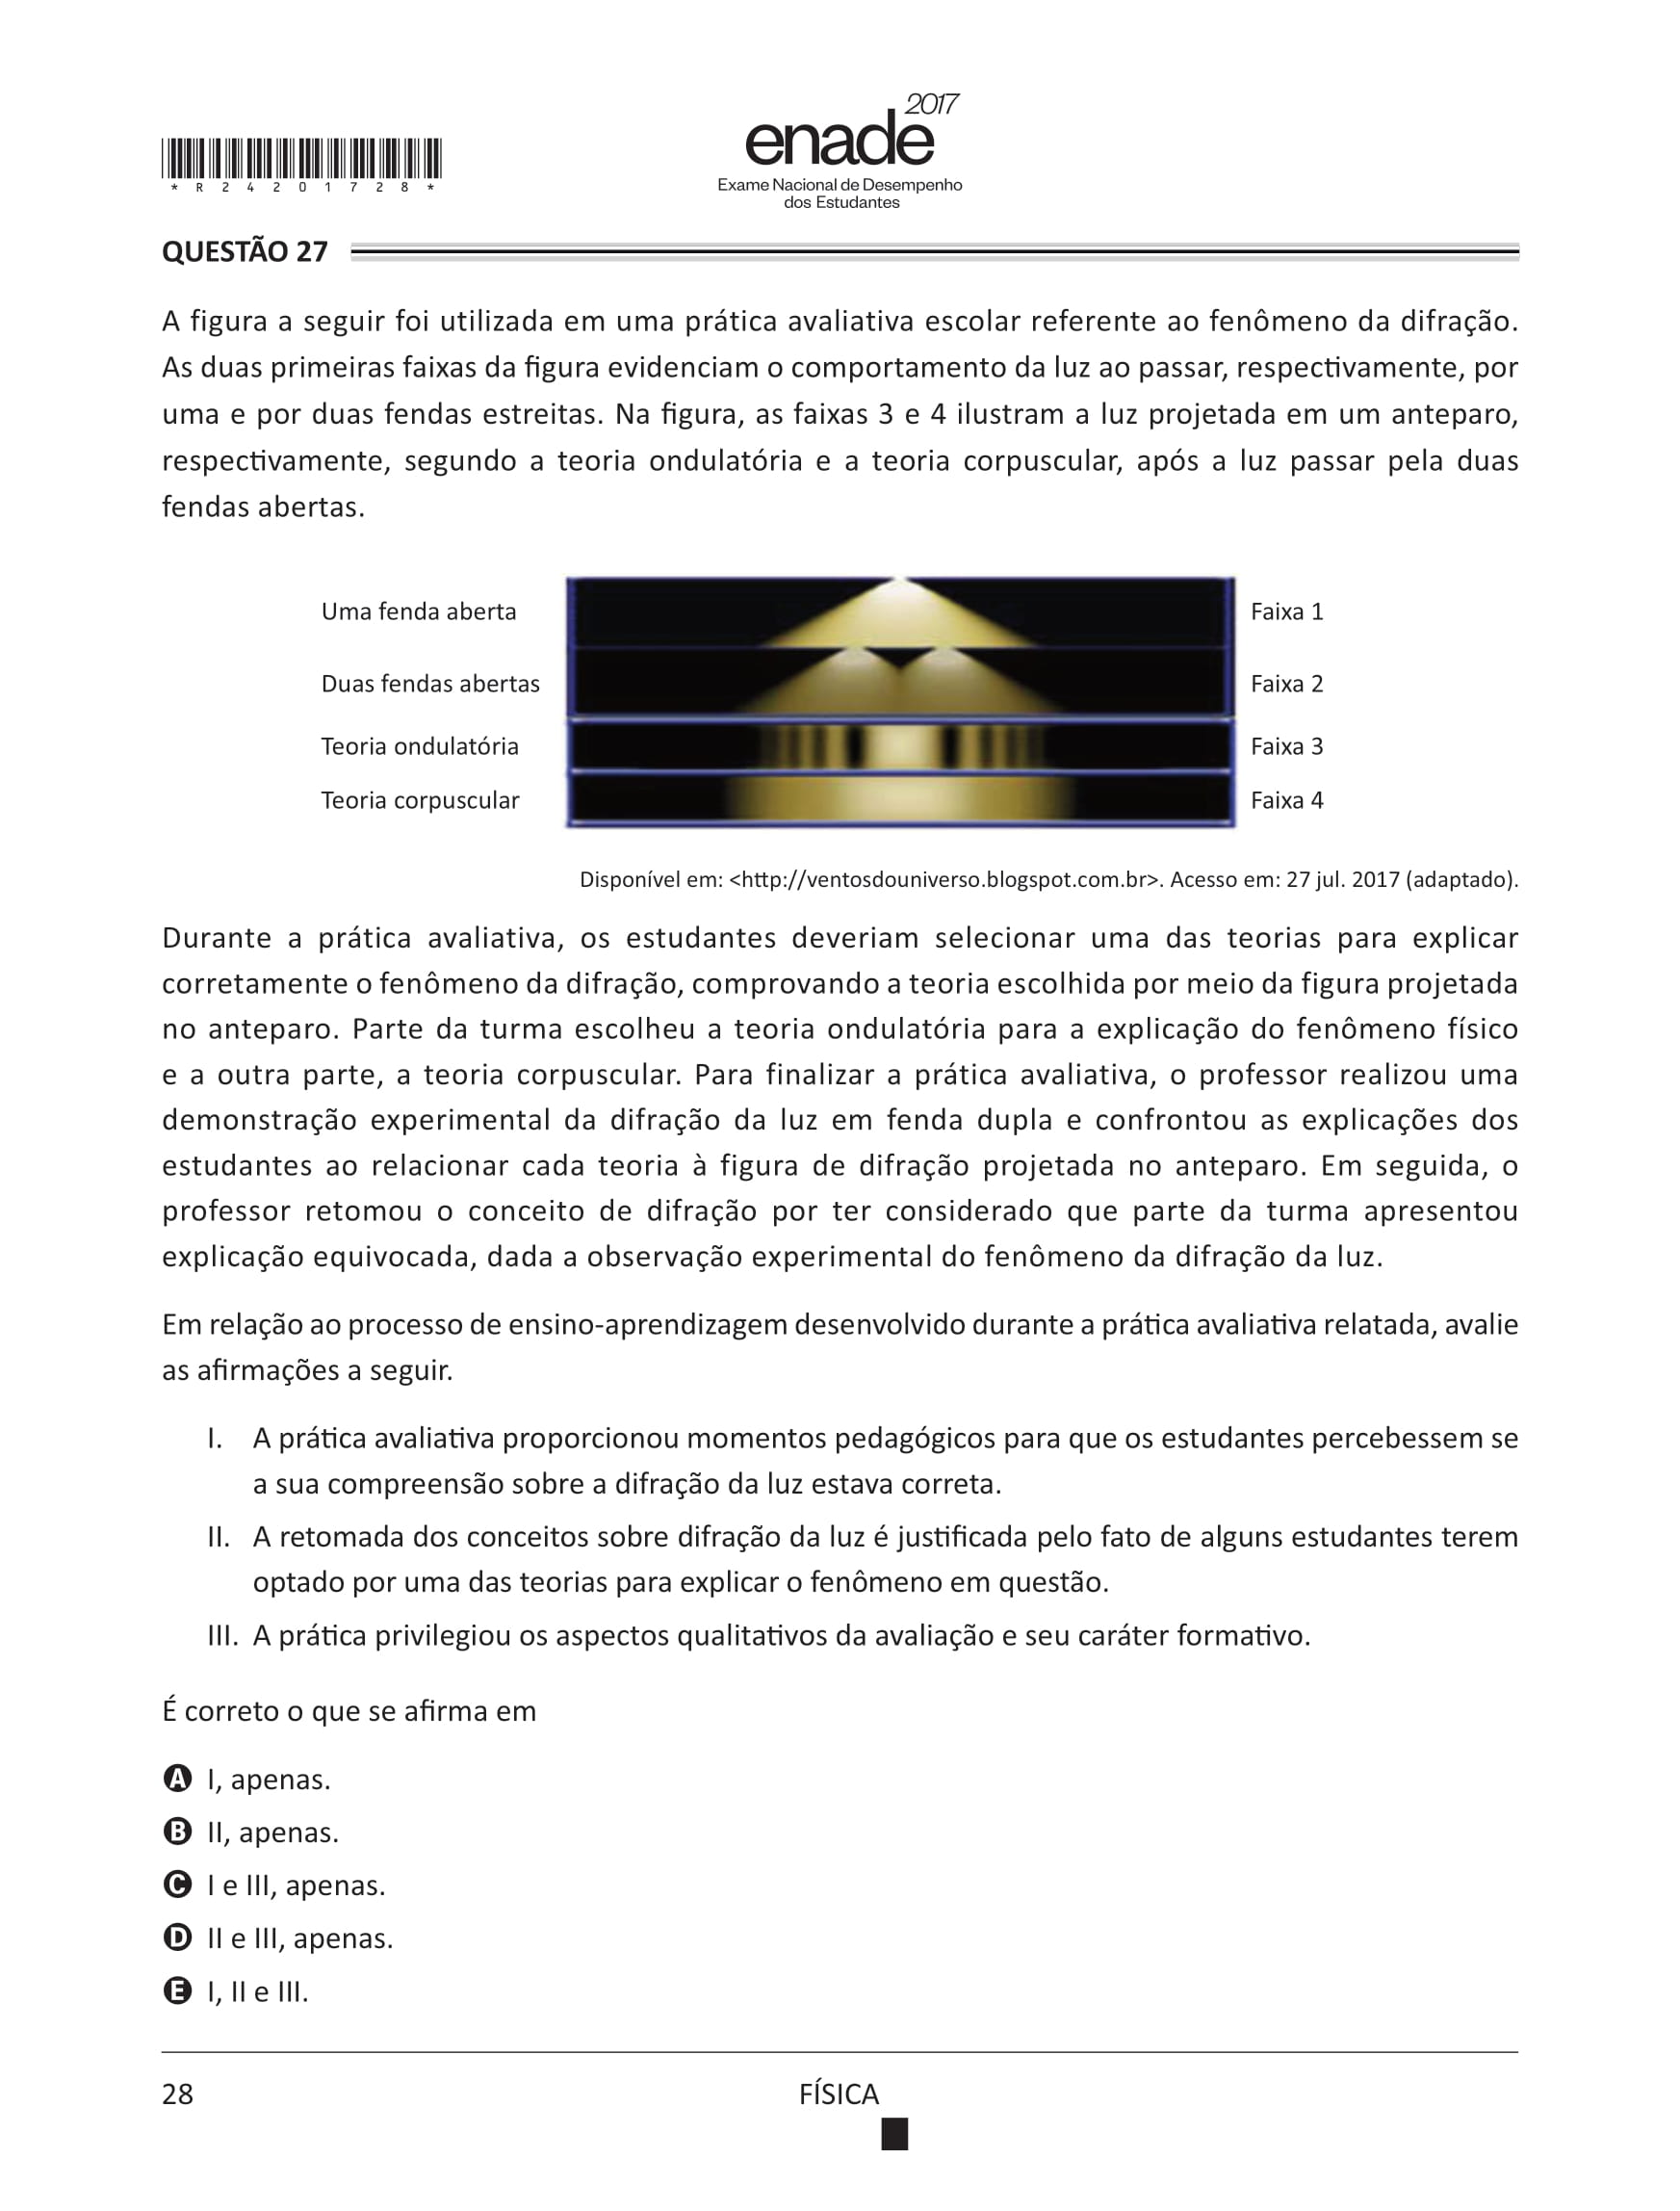 2017
enade
Exame Nacional de Desempenho
dos Estudantes
* R 2 4 2 0 1 7 2 8 *
QUESTÃO 27
A figura a seguir foi utilizada em uma prática avaliativa escolar referente ao fenômeno da difração.
As duas primeiras faixas da figura evidenciam o comportamento da luz ao passar, respectivamente, por
uma e por duas fendas estreitas. Na figura, as faixas 3 e 4 ilustram a luz projetada em um anteparo,
respectivamente, segundo a teoria ondulatória e a teoria corpuscular, após a luz passar pela duas
fendas abertas.
Uma fenda aberta Faixa 1
Duas fendas abertas Faixa 2
Teoria ondulatória Faixa 3
Teoria corpuscular Faixa 4
Disponível em: <http://ventosdouniverso.blogspot.com.br>. Acesso em: 27 jul. 2017 (adaptado).
Durante a prática avaliativa, os estudantes deveriam selecionar uma das teorias para explicar
corretamente o fenômeno da difração, comprovando a teoria escolhida por meio da figura projetada
no anteparo. Parte da turma escolheu a teoria ondulatória para a explicação do fenômeno físico
e a outra parte, a teoria corpuscular. Para finalizar a prática avaliativa, o professor realizou uma
demonstração experimental da difração da luz em fenda dupla e confrontou as explicações dos
estudantes ao relacionar cada teoria à figura de difração projetada no anteparo. Em seguida, o
professor retomou o conceito de difração por ter considerado que parte da turma apresentou
explicação equivocada, dada a observação experimental do fenômeno da difração da luz.
Em relação ao processo de ensino-aprendizagem desenvolvido durante a prática avaliativa relatada, avalie
as afirmações a seguir.
I. A prática avaliativa proporcionou momentos pedagógicos para que os estudantes percebessem se
a sua compreensão sobre a difração da luz estava correta.
II. A retomada dos conceitos sobre difração da luz é justificada pelo fato de alguns estudantes terem
optado por uma das teorias para explicar o fenômeno em questão.
III. A prática privilegiou os aspectos qualitativos da avaliação e seu caráter formativo.
É correto o que se afirma em
A I, apenas.
B II, apenas.
C I e III, apenas.
D II e III, apenas.
E I, II e III.
28 FÍSICA